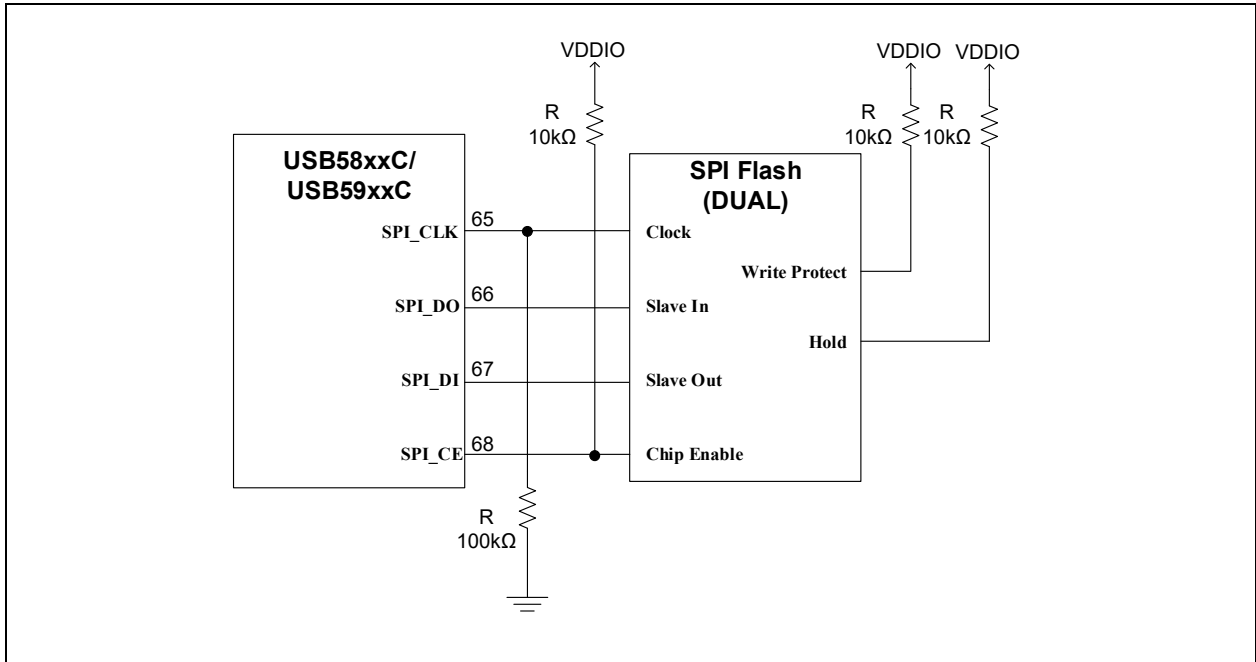 VDDIO
VDDIO VDDIO
R
10kΩ
R
10kΩ
R
10kΩ
USB58xxC/
USB59xxC
SPI Flash
(DUAL)
SPI_CLK
65
Clock
Write Protect
SPI_DO
66
Slave In
Hold
SPI_DI
67
Slave Out
SPI_CE
68
Chip Enable
R
100kΩ